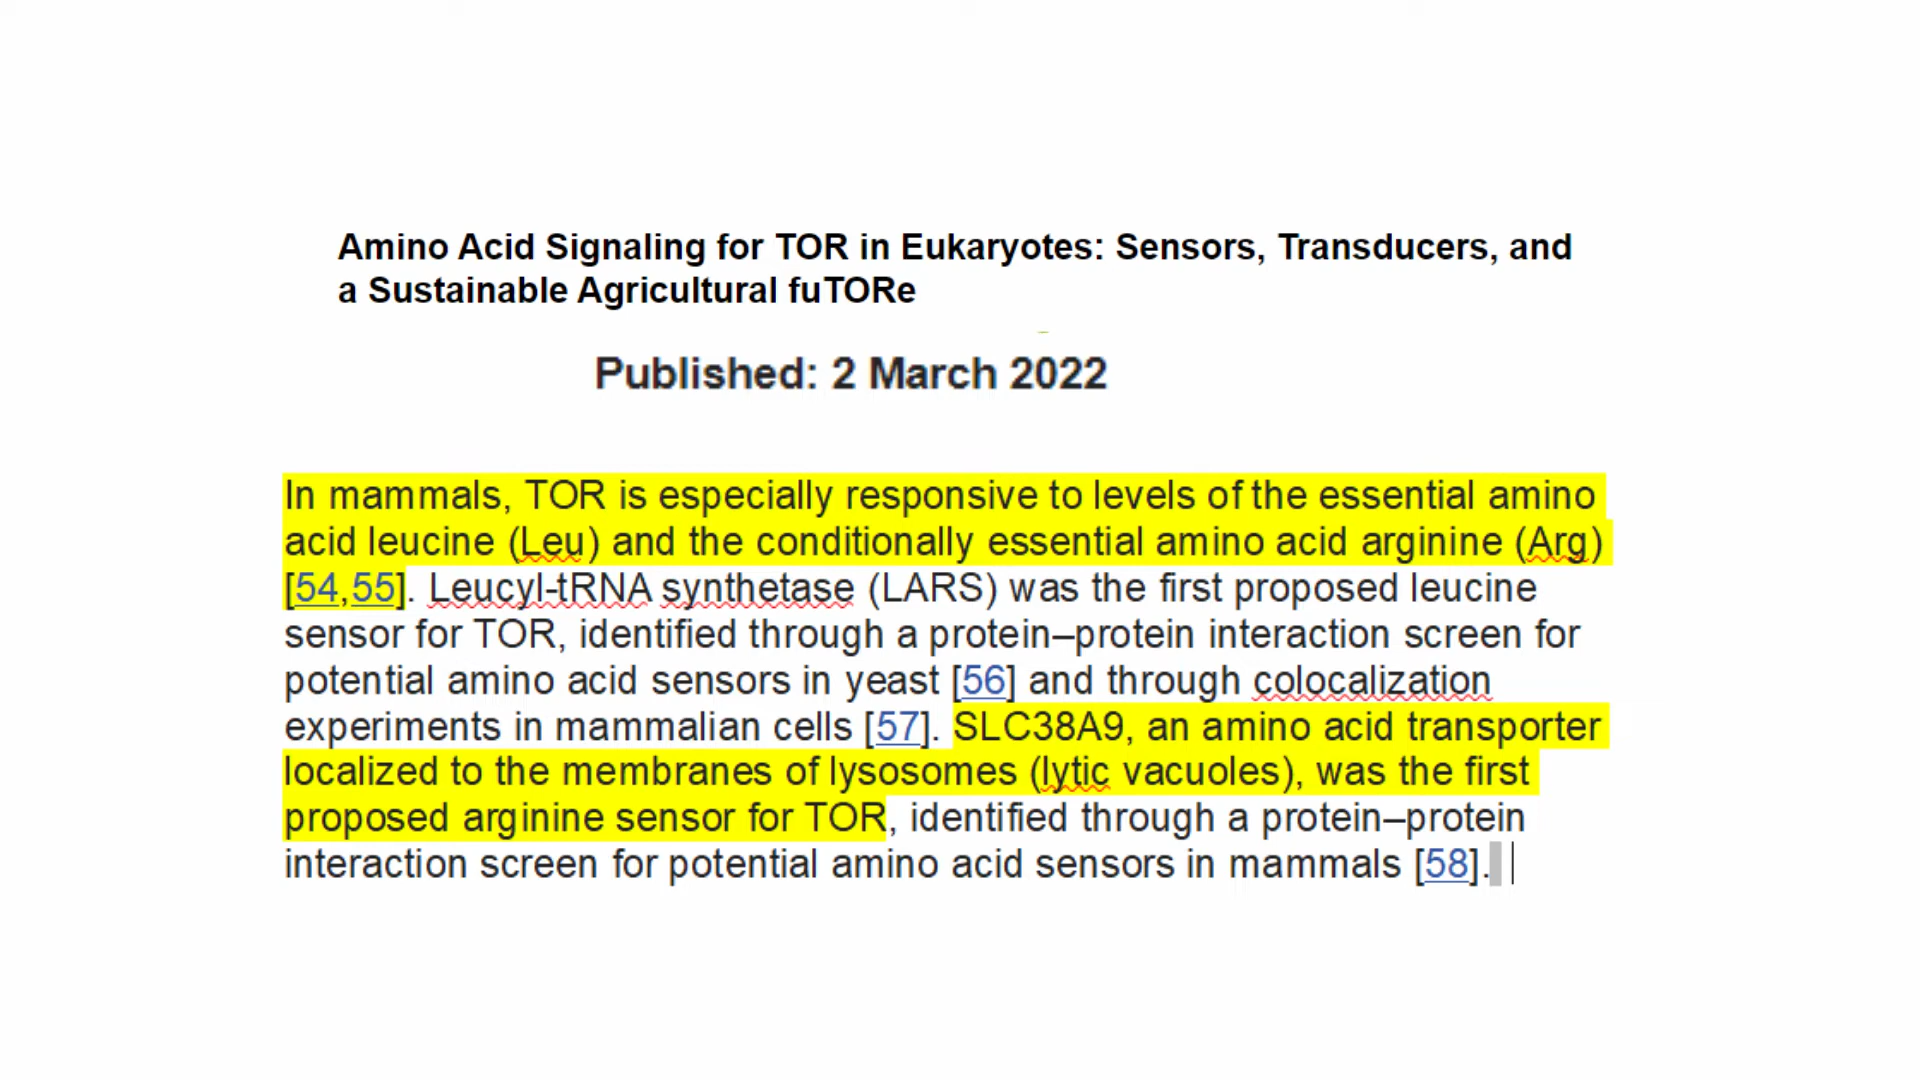 Amino Acid Signaling for TOR in Eukaryotes: Sensors, Transducers, and
a Sustainable Agricultural fuTORe
Published: 2 March 2022
In mammals, TOR is especially responsive to levels of the essential amino
acid leucine (Leu) and the conditionally essential amino acid arginine (Arg)
[54,55]. Leucyl-tRNA synthetase (LARS) was the first proposed leucine
sensor for TOR, identified through a protein–protein interaction screen for
potential amino acid sensors in yeast [56] and through colocalization
experiments in mammalian cells [57]. SLC38A9, an amino acid transporter
localized to the membranes of lysosomes (lytic vacuoles), was the first
proposed arginine sensor for TOR, identified through a protein–protein
interaction screen for potential amino acid sensors in mammals [58].